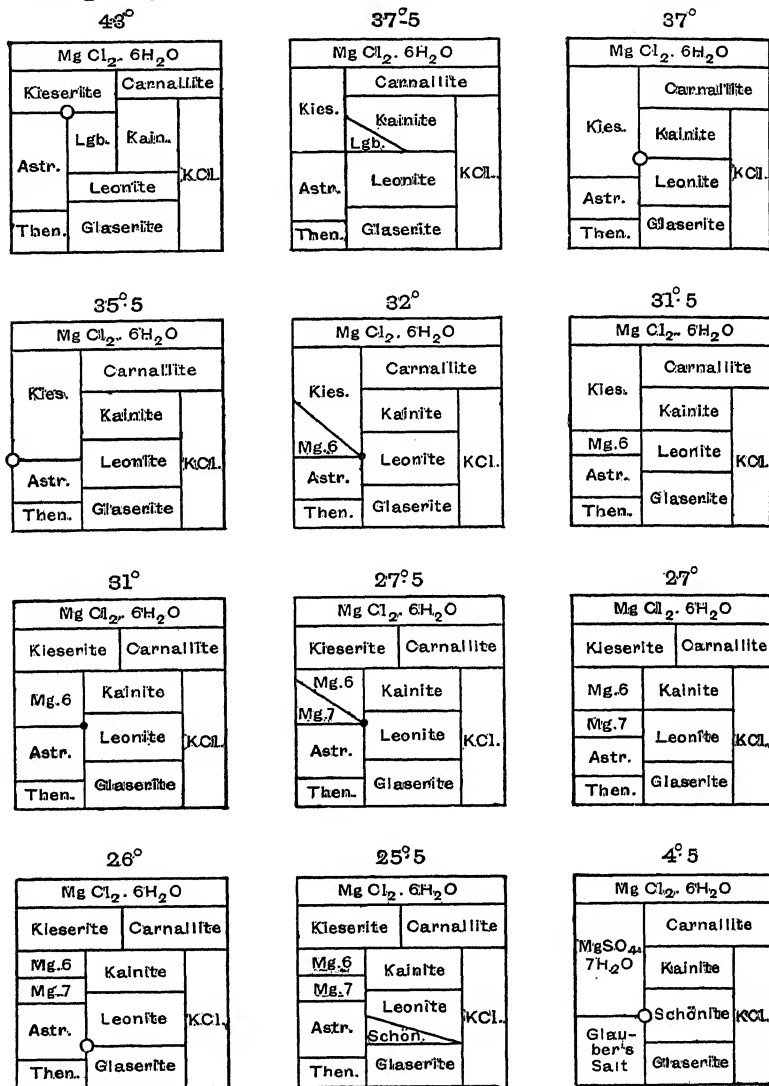 43°
Mg Cl₂. 6H₂O
Kieserite
Carnallite
Astr.
Lgb.
Kain.
KCl.
Leonite
Then.
Glaserite
37°.5
Mg Cl₂. 6H₂O
Kies.
Carnallite
Kainite
Lgb.
Astr.
Leonite
KCl.
Then.
Glaserite
37°
Mg Cl₂. 6H₂O
Kies.
Carnallite
Kainite
Leonite
KCl.
Astr.
Then.
Glaserite
35°.5
Mg Cl₂. 6H₂O
Kies.
Carnallite
Kainite
Leonite
KCl.
Astr.
Then.
Glaserite
32°
Mg Cl₂. 6H₂O
Kies.
Carnallite
Kainite
Mg.6
Leonite
KCl.
Astr.
Then.
Glaserite
31°.5
Mg Cl₂. 6H₂O
Kies.
Carnallite
Kainite
Mg.6
Leonite
KCl.
Astr.
Then.
Glaserite
31°
Mg Cl₂. 6H₂O
Kieserite
Carnallite
Mg.6
Kainite
Astr.
Leonite
KCl.
Then.
Glaserite
27°.5
Mg Cl₂. 6H₂O
Kieserite
Carnallite
Mg.6
Kainite
Mg.7
Astr.
Leonite
KCl.
Then.
Glaserite
27°
Mg Cl₂. 6H₂O
Kieserite
Carnallite
Mg.6
Kainite
Mg.7
Leonite
KCl.
Astr.
Then.
Glaserite
26°
Mg Cl₂. 6H₂O
Kieserite
Carnallite
Mg.6
Kainite
Mg.7
Astr.
Leonite
KCl.
Then.
Glaserite
25°.5
Mg Cl₂. 6H₂O
Kieserite
Carnallite
Mg.6
Kainite
Mg.7
Leonite
KCl.
Astr.
Schön.
Then.
Glaserite
4°.5
Mg Cl₂. 6H₂O
MgSO₄.
7H₂O
Carnallite
Kainite
Schönite
KCl.
Glau-
ber's
Salt
Glaserite